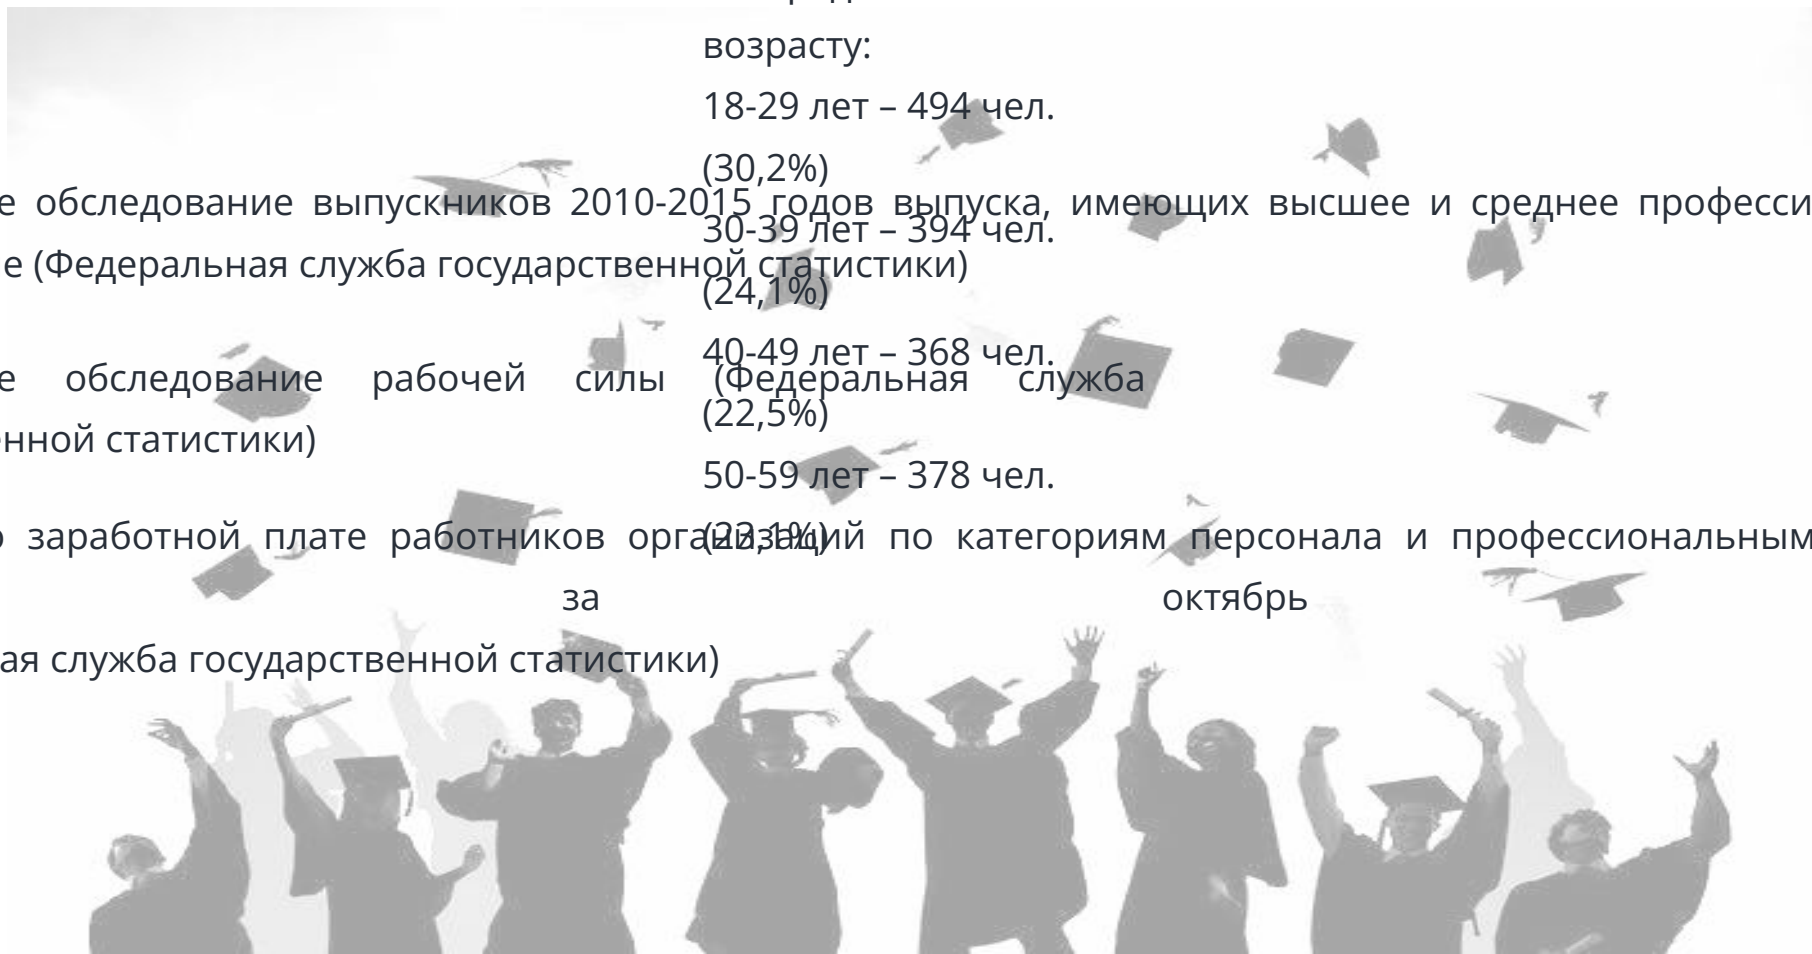 возрасту:
18-29 лет – 494 чел.
(30,2%)
30-39 лет – 394 чел.
(24,1%)
40-49 лет – 368 чел.
(22,5%)
50-59 лет – 378 чел.
(23,1%)
е обследование выпускников 2010-2015 годов выпуска, имеющих высшее и среднее професси
е (Федеральная служба государственной статистики)
е обследование рабочей силы (Федеральная служба
енной статистики)
о заработной плате работников организаций по категориям персонала и профессиональным
за октябрь
ая служба государственной статистики)